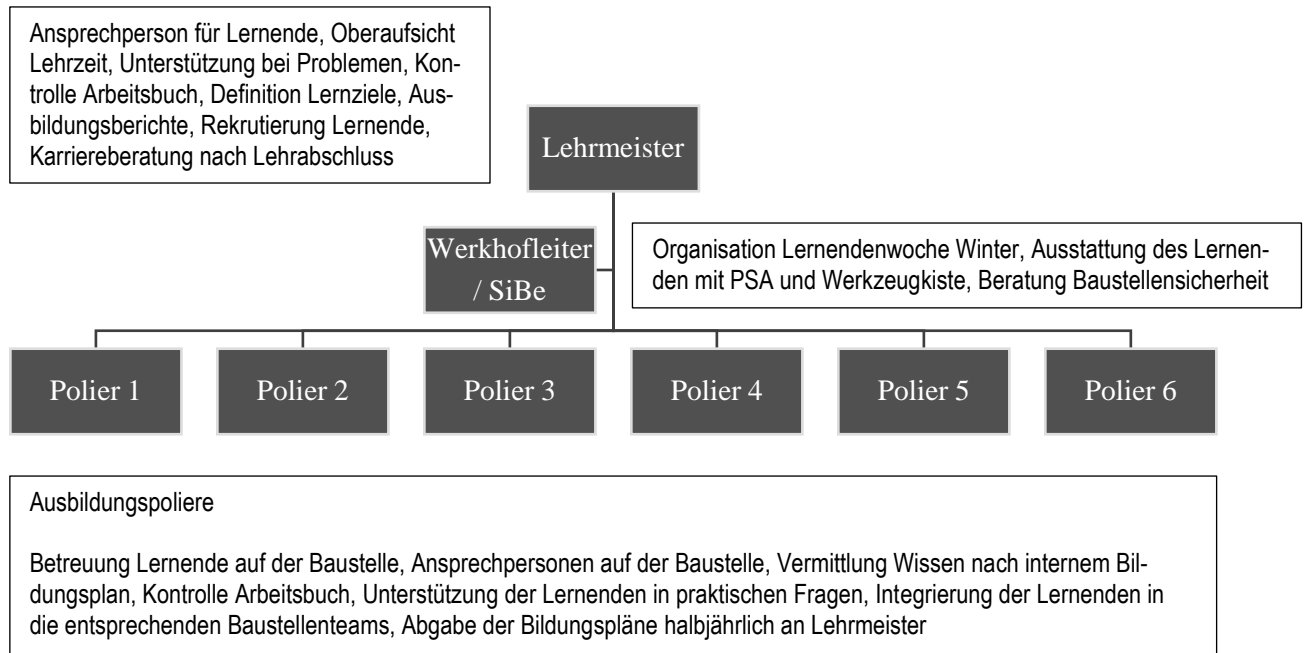 Ansprechperson für Lernende, Oberaufsicht
Lehrzeit, Unterstützung bei Problemen, Kon-
trolle Arbeitsbuch, Definition Lernziele, Aus-
bildungsberichte, Rekrutierung Lernende,
Karriereberatung nach Lehrabschluss
Lehrmeister
Werkhofleiter
/ SiBe
Organisation Lernendenwoche Winter, Ausstattung des Lernen-
den mit PSA und Werkzeugkiste, Beratung Baustellensicherheit
Polier 1
Polier 2
Polier 3
Polier 4
Polier 5
Polier 6
Ausbildungspoliere
Betreuung Lernende auf der Baustelle, Ansprechpersonen auf der Baustelle, Vermittlung Wissen nach internem Bil-
dungsplan, Kontrolle Arbeitsbuch, Unterstützung der Lernenden in praktischen Fragen, Integrierung der Lernenden in
die entsprechenden Baustellenteams, Abgabe der Bildungspläne halbjährlich an Lehrmeister